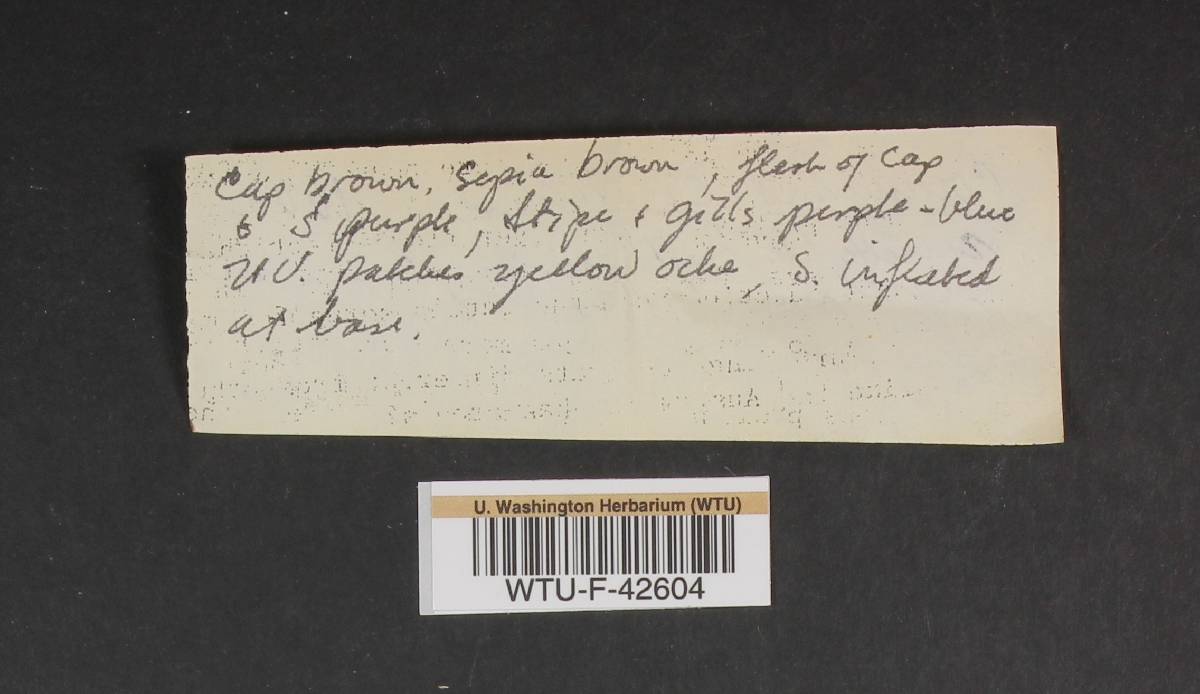 Cap brown, Sepia brown, flesh of Cap
& S purple, Stipe & gills purple-blue
U.V. patches yellow oche, S. inflated
at base.
U. Washington Herbarium (WTU)
WTU-F-42604